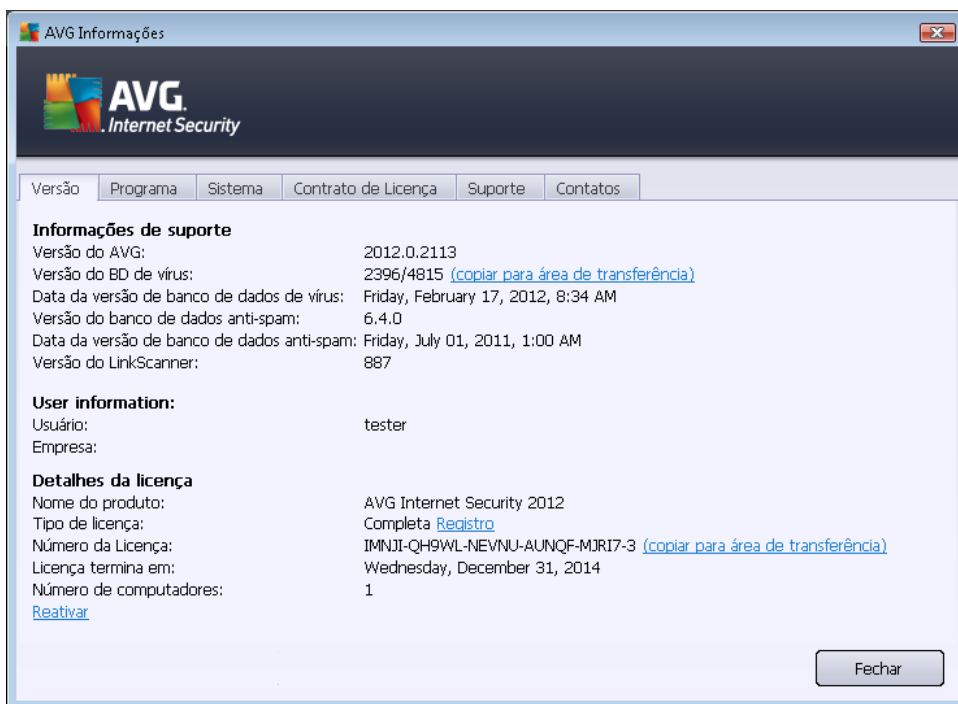 AVG Informações
AVG.
Internet Security
Versão Programa Sistema Contrato de Licença Suporte Contatos
Informações de suporte
Versão do AVG: 2012.0.2113
Versão do BD de vírus: 2396/4815 (copiar para área de transferência)
Data da versão de banco de dados de vírus: Friday, February 17, 2012, 8:34 AM
Versão do banco de dados anti-spam: 6.4.0
Data da versão de banco de dados anti-spam: Friday, July 01, 2011, 1:00 AM
Versão do LinkScanner: 887
User information:
Usuário: tester
Empresa:
Detalhes da licença
Nome do produto: AVG Internet Security 2012
Tipo de licença: Completa Registro
Número da Licença: IMNJI-QH9WL-NEVNU-AUNQF-MJRI7-3 (copiar para área de transferência)
Licença termina em: Wednesday, December 31, 2014
Número de computadores: 1
Reativar
Fechar